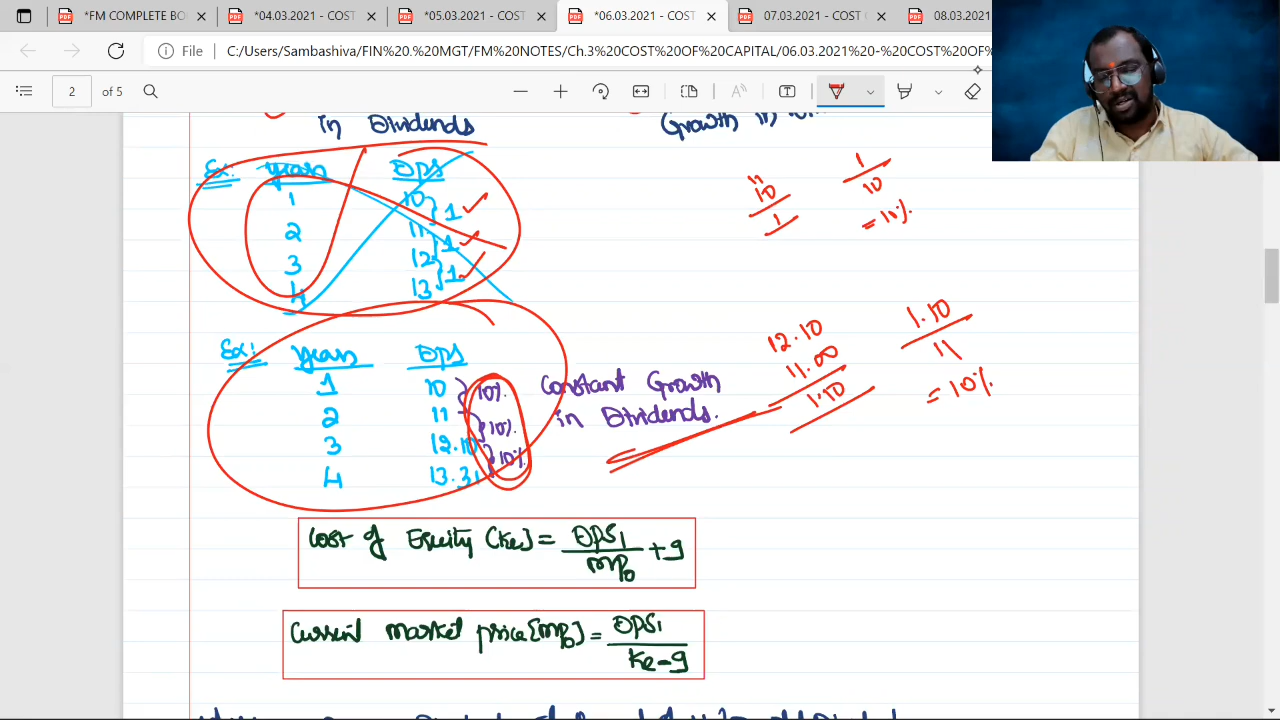 *FM COMPLETE BO
*04.03.2021 - COST
*05.03.2021 - COST
*06.03.2021 - COST
07.03.2021 - COST
08.03.2021
File
C:/Users/Sambashiva/FIN%20.%20MGT/FM%20NOTES/Ch.3%20COST%20OF%20CAPITAL/06.03.2021%20-%20COST%20OF%
2 of 5
in Dividends
Growth in
Ex: years DPS
1 10
2 11
3 12
4 13
1
1
1
11
10
1
1
10
= 10%
Ex: years DPS
1 10
2 11
3 12.10
4 13.31
10%
10%
10%
Constant Growth
in Dividends.
12.10
11.00
1.10
1.10
11
= 10%
Cost of Equity (Ke] = DPS1
MP0 + g
Current market price [MP0] = DPS1
Ke - g